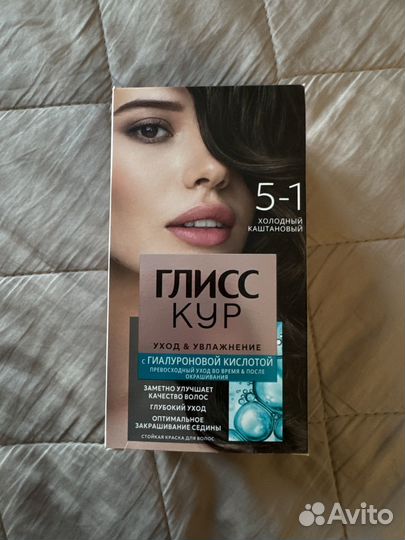 5-1
ХОЛОДНЫЙ
КАШТАНОВЫЙ
ГЛИСС
КУР
УХОД & УВЛАЖНЕНИЕ
с ГИАЛУРОНОВОЙ КИСЛОТОЙ
ПРЕВОСХОДНЫЙ УХОД ВО ВРЕМЯ & ПОСЛЕ
ОКРАШИВАНИЯ
ЗАМЕТНО УЛУЧШАЕТ
КАЧЕСТВО ВОЛОС
ГЛУБОКИЙ УХОД
ОПТИМАЛЬНОЕ
ЗАКРАШИВАНИЕ СЕДИНЫ
СТОЙКАЯ КРАСКА ДЛЯ ВОЛОС
Avito